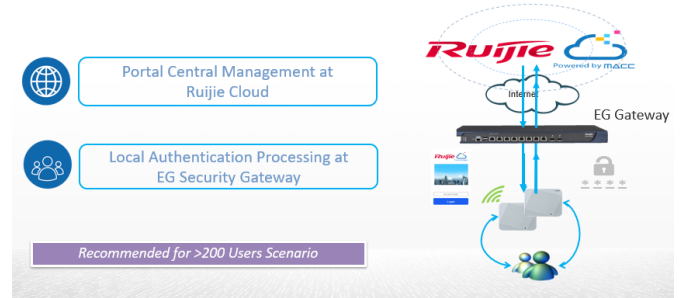 Ruijie
Powered by MACC
Portal Central Management at
Ruijie Cloud
Internet
EG Gateway
Local Authentication Processing at
EG Security Gateway
Ruijie
* * * *
Recommended for >200 Users Scenario